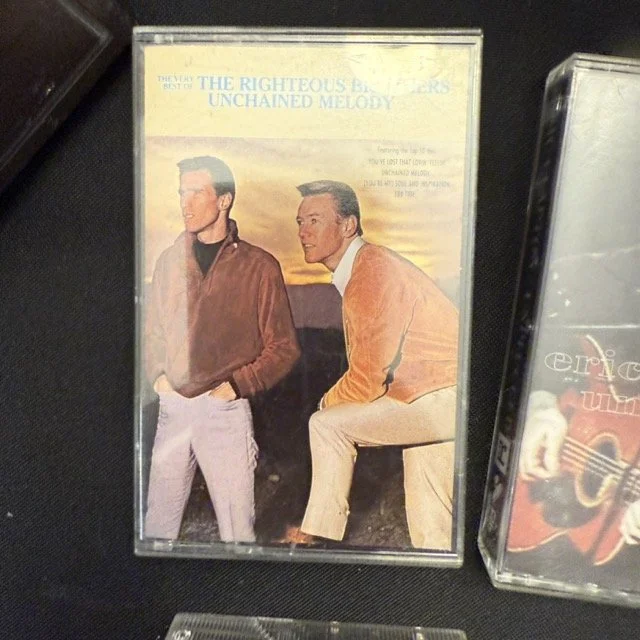 THE VERY
BEST OF
THE RIGHTEOUS BROTHERS
UNCHAINED MELODY
Featuring the Top 10 Hits
YOU'VE LOST THAT LOVIN' FEELIN'
UNCHAINED MELODY
(YOU'RE MY) SOUL AND INSPIRATION
EBB TIDE
eric
un